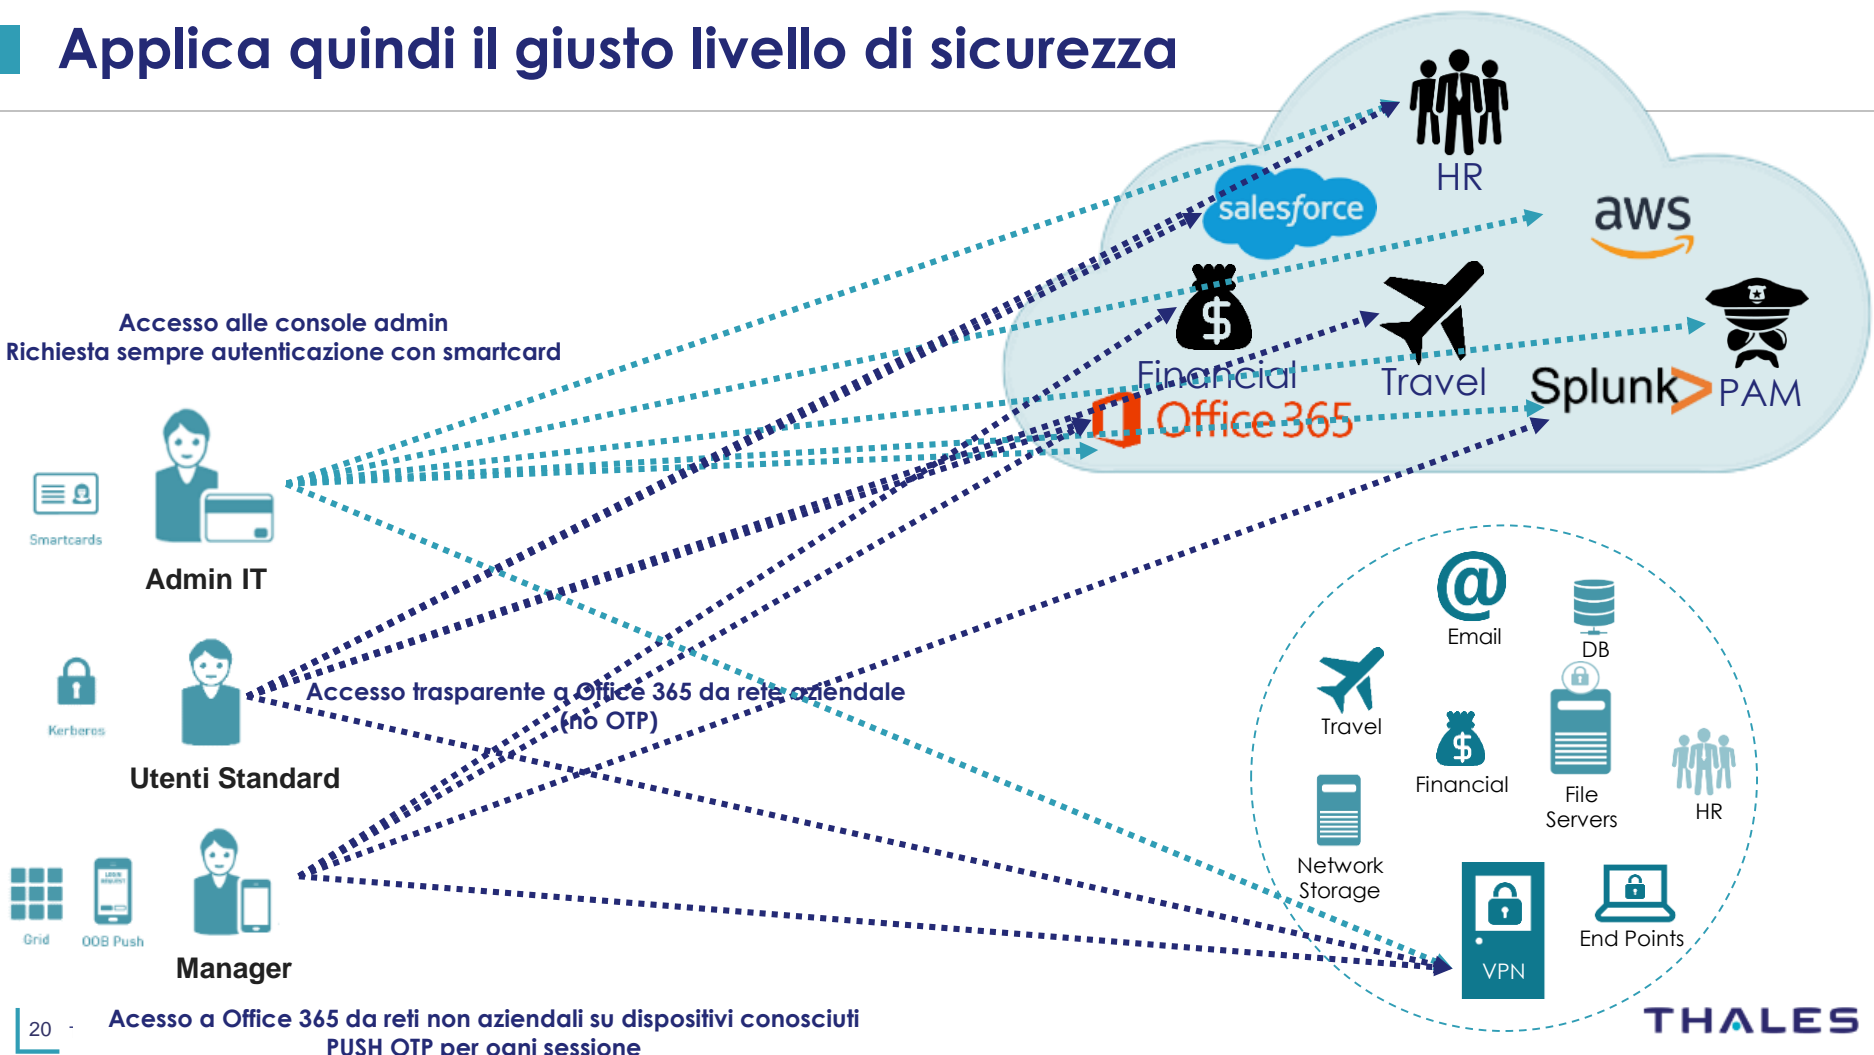 Applica quindi il giusto livello di sicurezza
HR
salesforce
aws
Financial
Travel
Splunk>
PAM
Office 365
Accesso alle console admin
Richiesta sempre autenticazione con smartcard
Smartcards
Admin IT
Kerberos
Utenti Standard
Accesso trasparente a Office 365 da rete aziendale
(no OTP)
Grid
OOB Push
LOGIN
REQUEST
Manager
Acesso a Office 365 da reti non aziendali su dispositivi conosciuti
PUSH OTP per ogni sessione
@
Email
DB
Travel
Financial
File
Servers
HR
Network
Storage
VPN
End Points
20 -
THALES